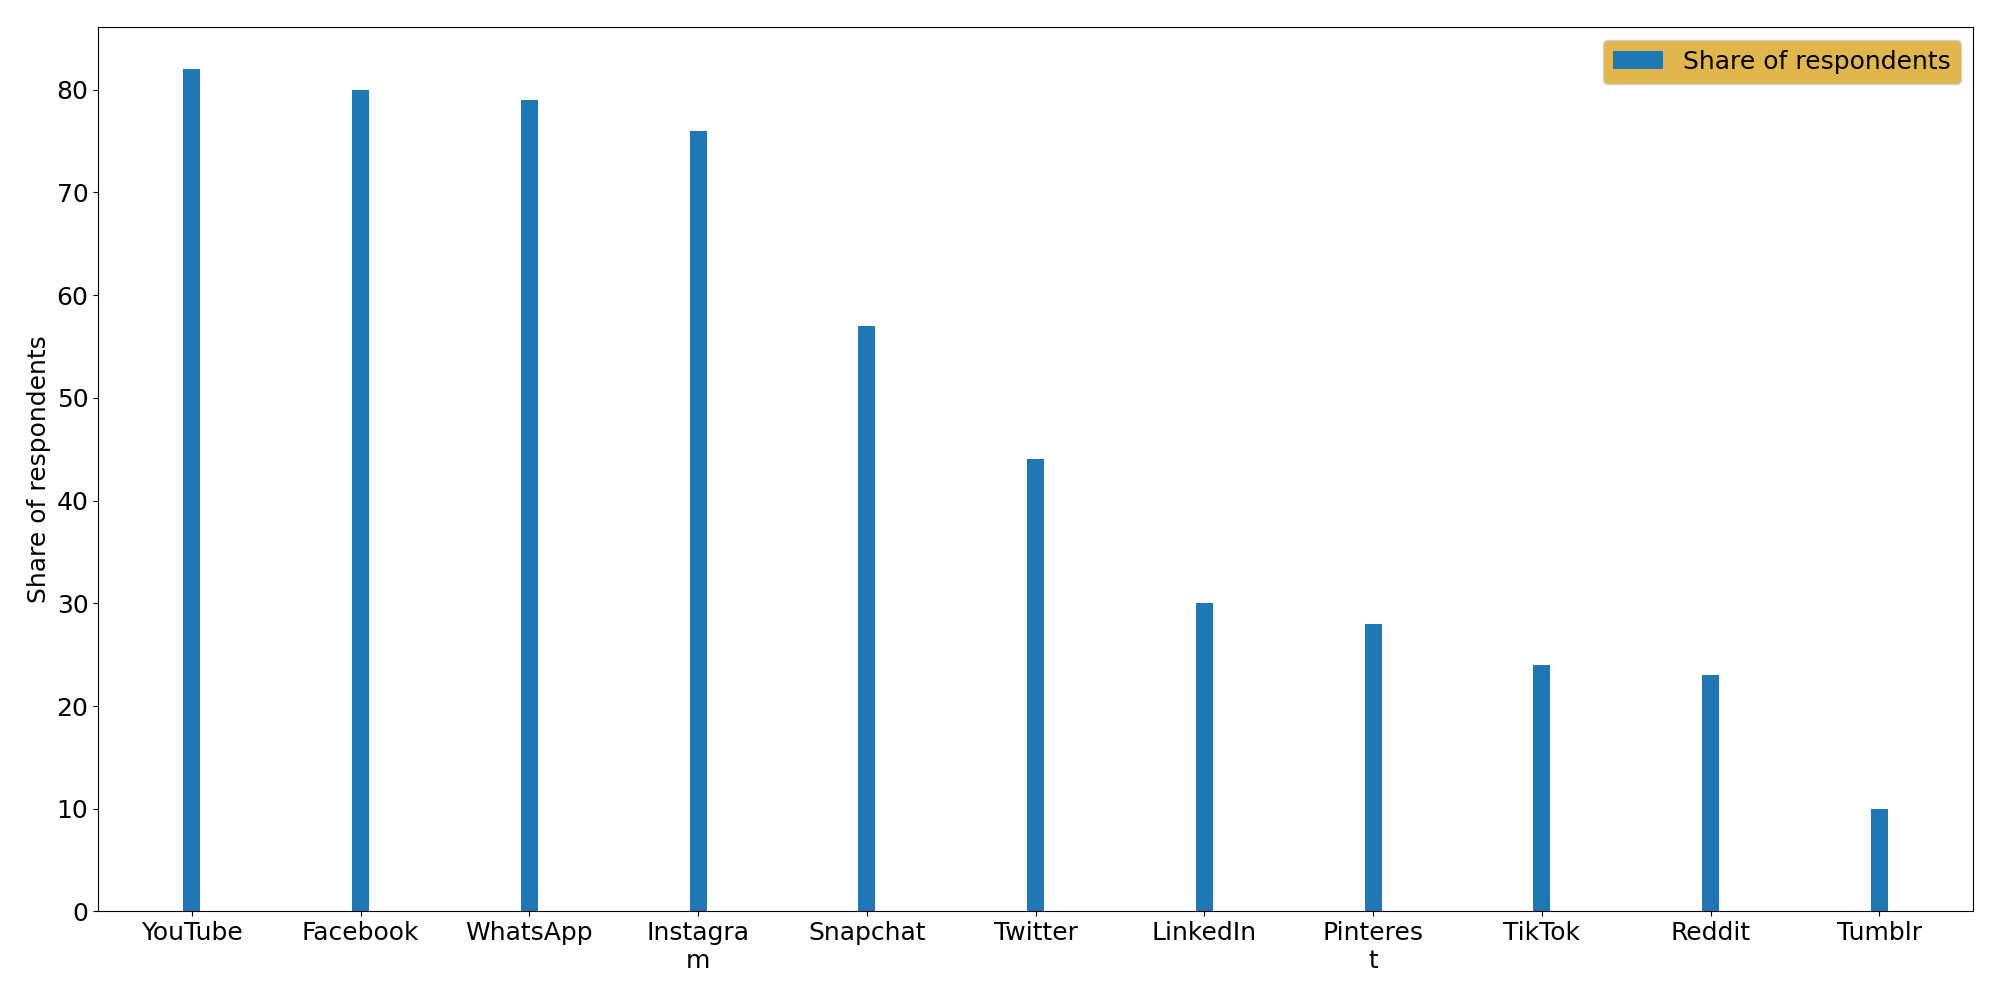 Share of respondents
80
70
60
50
40
30
20
10
0
Share of respondents
YouTube
Facebook
WhatsApp
Instagra
m
Snapchat
Twitter
LinkedIn
Pinteres
t
TikTok
Reddit
Tumblr